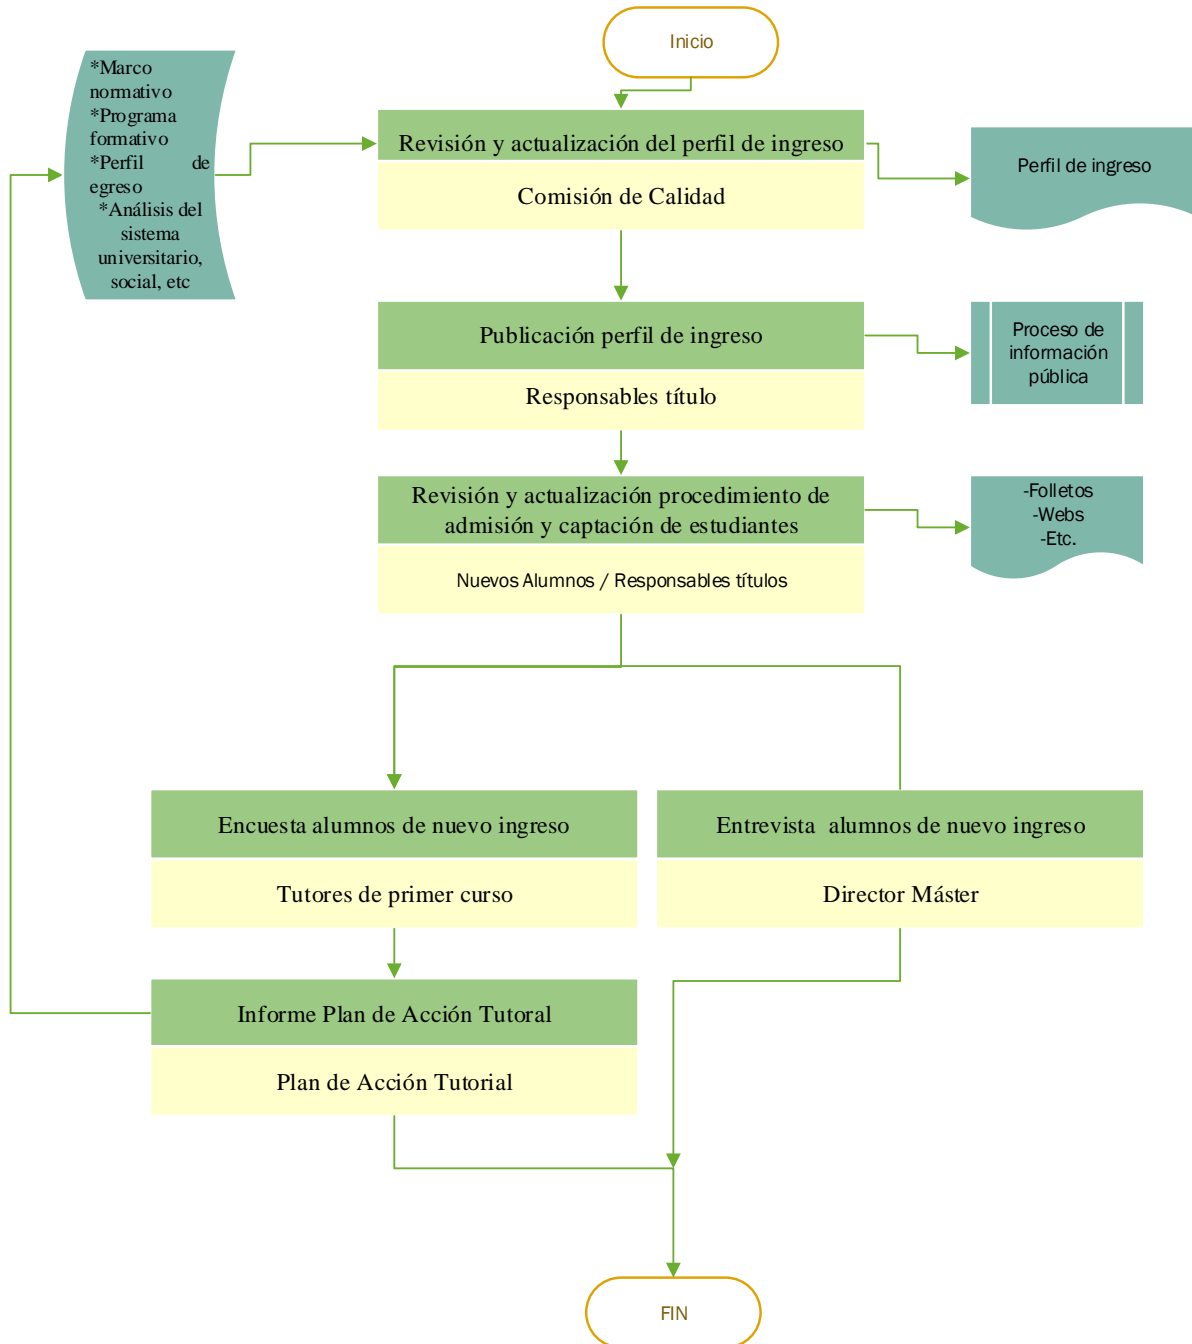 Inicio
*Marco
normativo
*Programa
formativo
*Perfil de
egreso
*Análisis del
sistema
universitario,
social, etc
Revisión y actualización del perfil de ingreso
Comisión de Calidad
Perfil de ingreso
Publicación perfil de ingreso
Responsables título
Proceso de
información
pública
Revisión y actualización procedimiento de
admisión y captación de estudiantes
Nuevos Alumnos / Responsables títulos
-Folletos
-Webs
-Etc.
Encuesta alumnos de nuevo ingreso
Tutores de primer curso
Entrevista alumnos de nuevo ingreso
Director Máster
Informe Plan de Acción Tutoral
Plan de Acción Tutorial
FIN